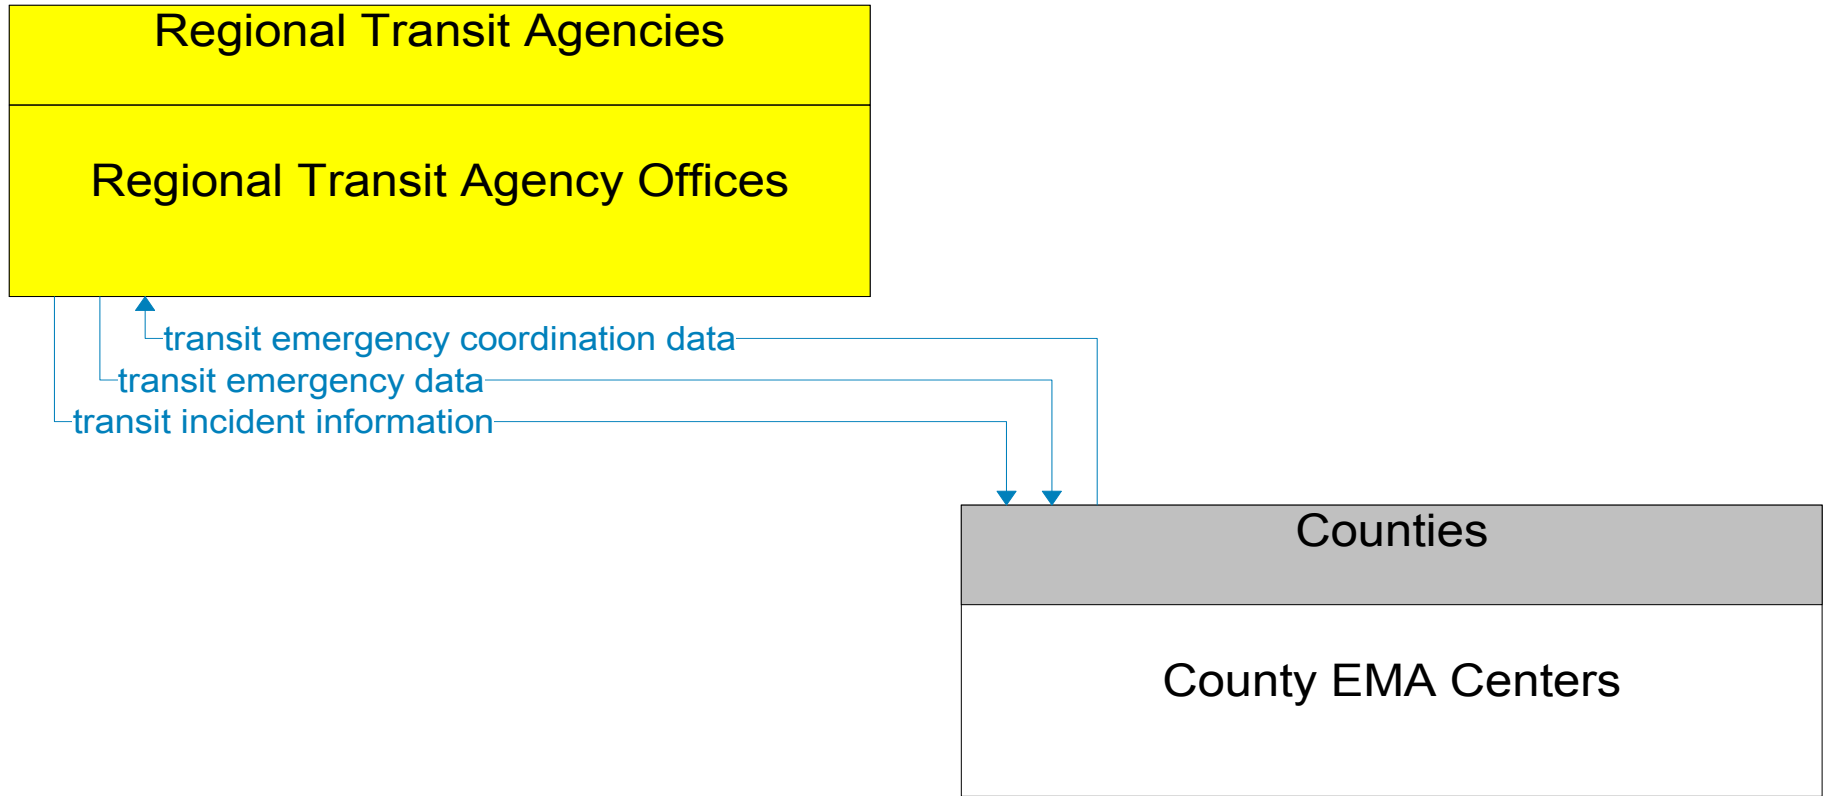 Regional Transit Agencies
Regional Transit Agency Offices
transit emergency coordination data
transit emergency data
transit incident information
Counties
County EMA Centers